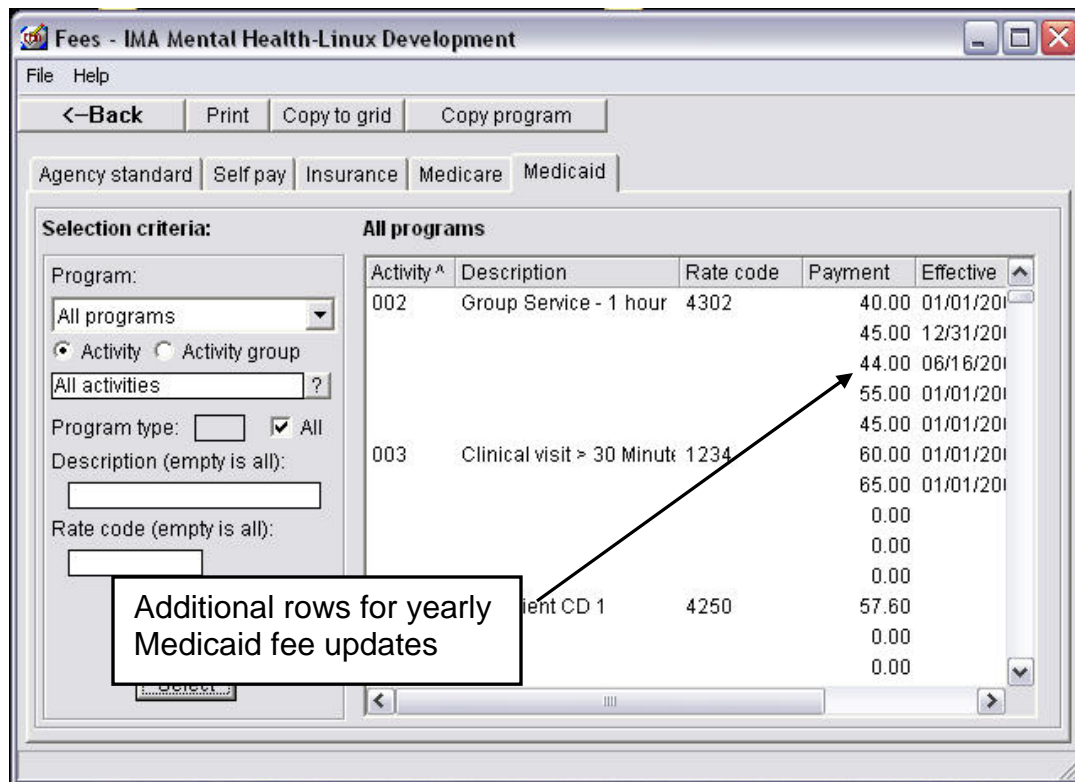 Fees - IMA Mental Health-Link Development
File Help
<-Back Print Copy to grid Copy program
Agency standard Self pay Insurance Medicare Medicaid
Selection criteria: All programs
Program:
All programs
Activity Activity group
All activities ?
Program type: All
Description (empty is all):
Rate code (empty is all):
Select
Activity ^ Description Rate code Payment Effective
002 Group Service - 1 hour 4302 40.00 01/01/20
45.00 12/31/20
44.00 06/16/20
55.00 01/01/20
45.00 01/01/20
003 Clinical visit > 30 Minute 1234 60.00 01/01/20
65.00 01/01/20
0.00
0.00
0.00
ient CD 1 4250 57.60
0.00
0.00
Additional rows for yearly
Medicaid fee updates